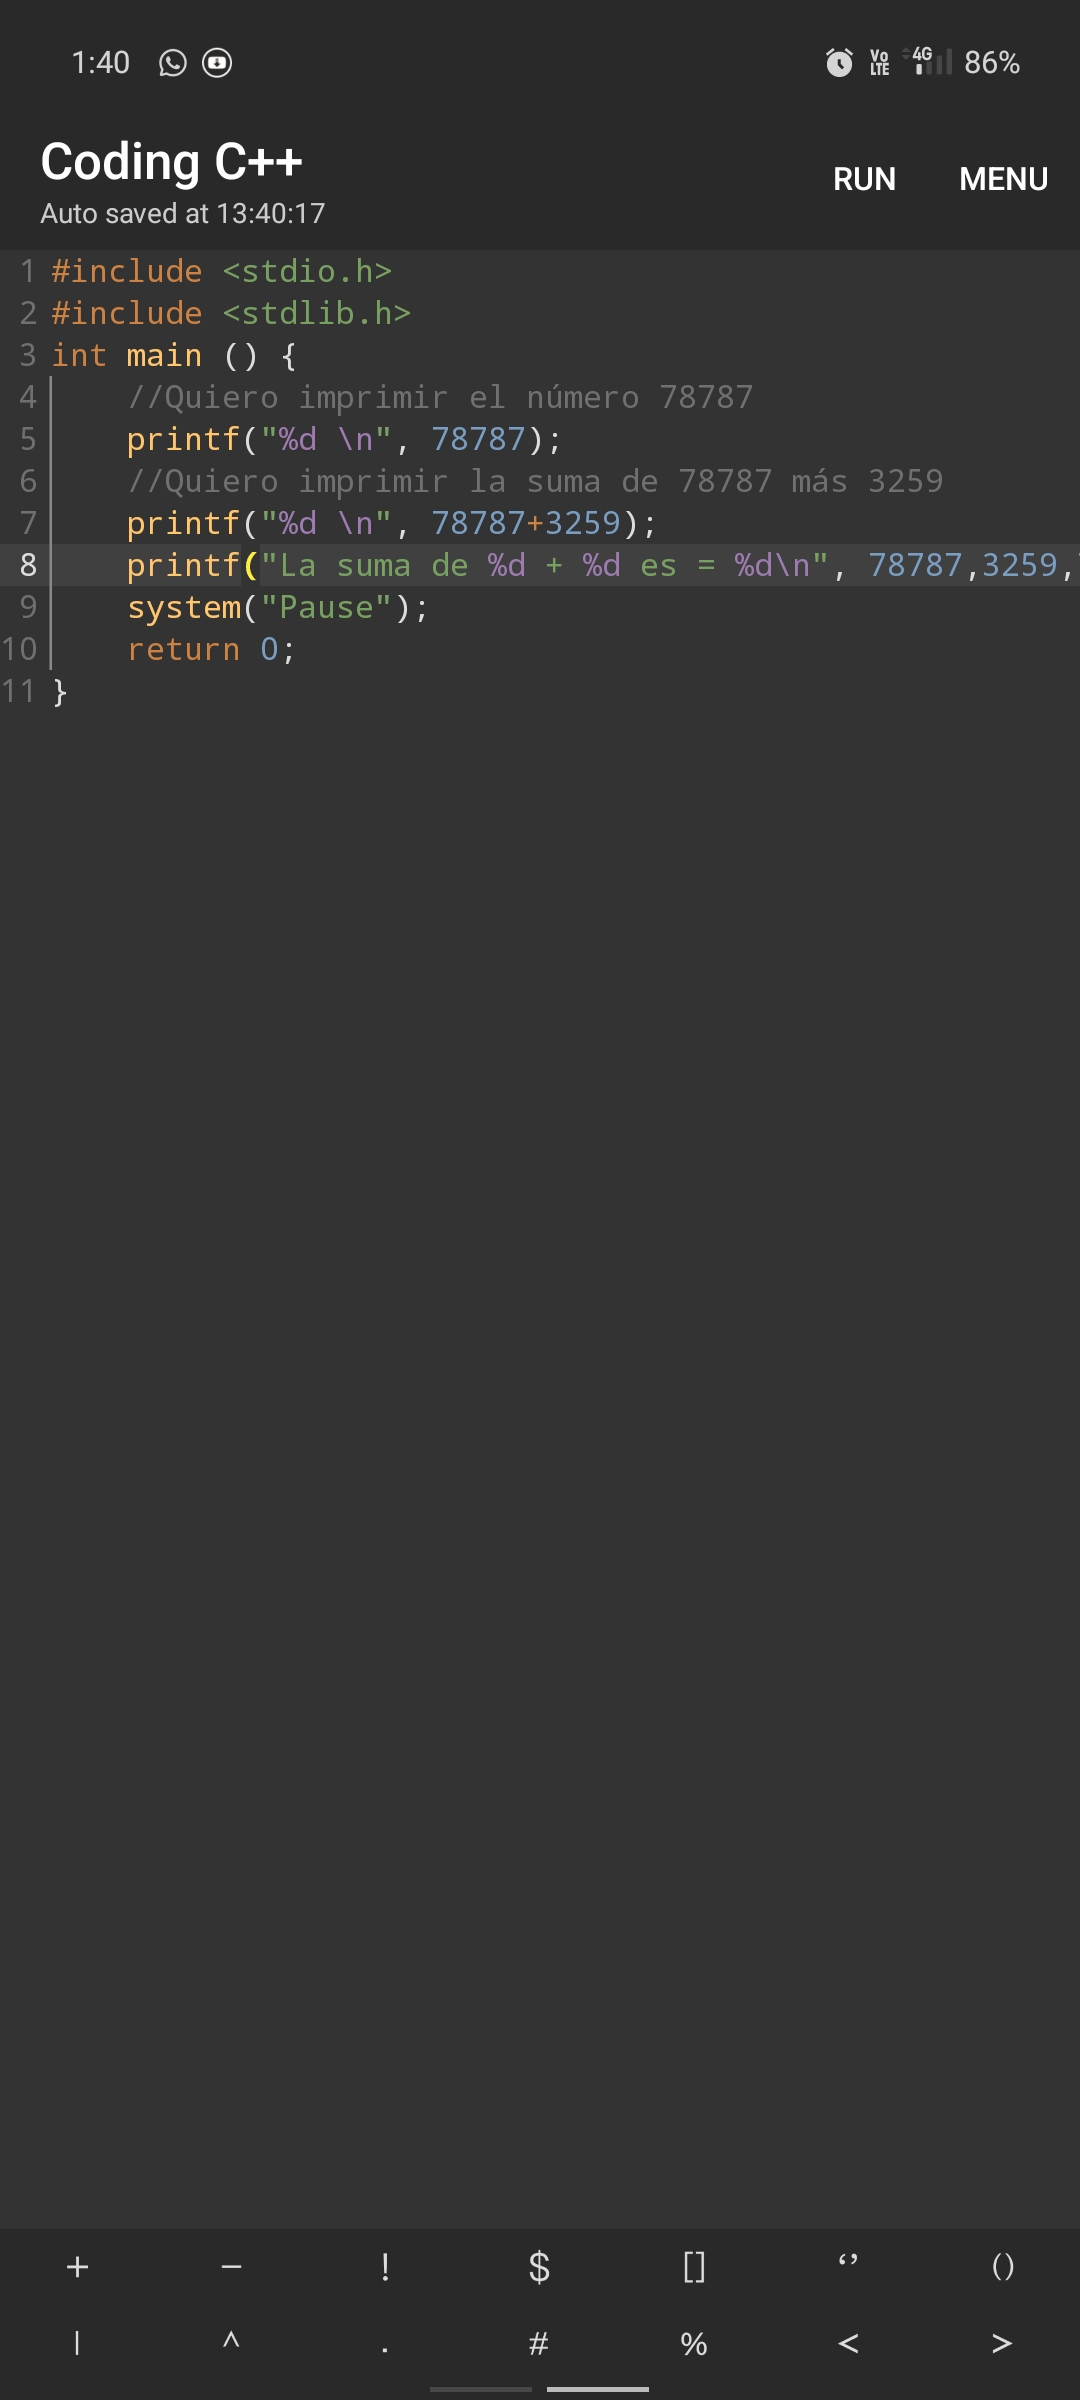 1:40 Vo LTE 4G 86%
Coding C++
Auto saved at 13:40:17
RUN MENU
1 #include <stdio.h>
2 #include <stdlib.h>
3 int main () {
4 //Quiero imprimir el número 78787
5 printf("%d \n", 78787);
6 //Quiero imprimir la suma de 78787 más 3259
7 printf("%d \n", 78787+3259);
8 printf("La suma de %d + %d es = %d\n", 78787,3259,
9 system("Pause");
10 return 0;
11 }
+ − ! $ [] ‘’ ()
| ^ . # % < >